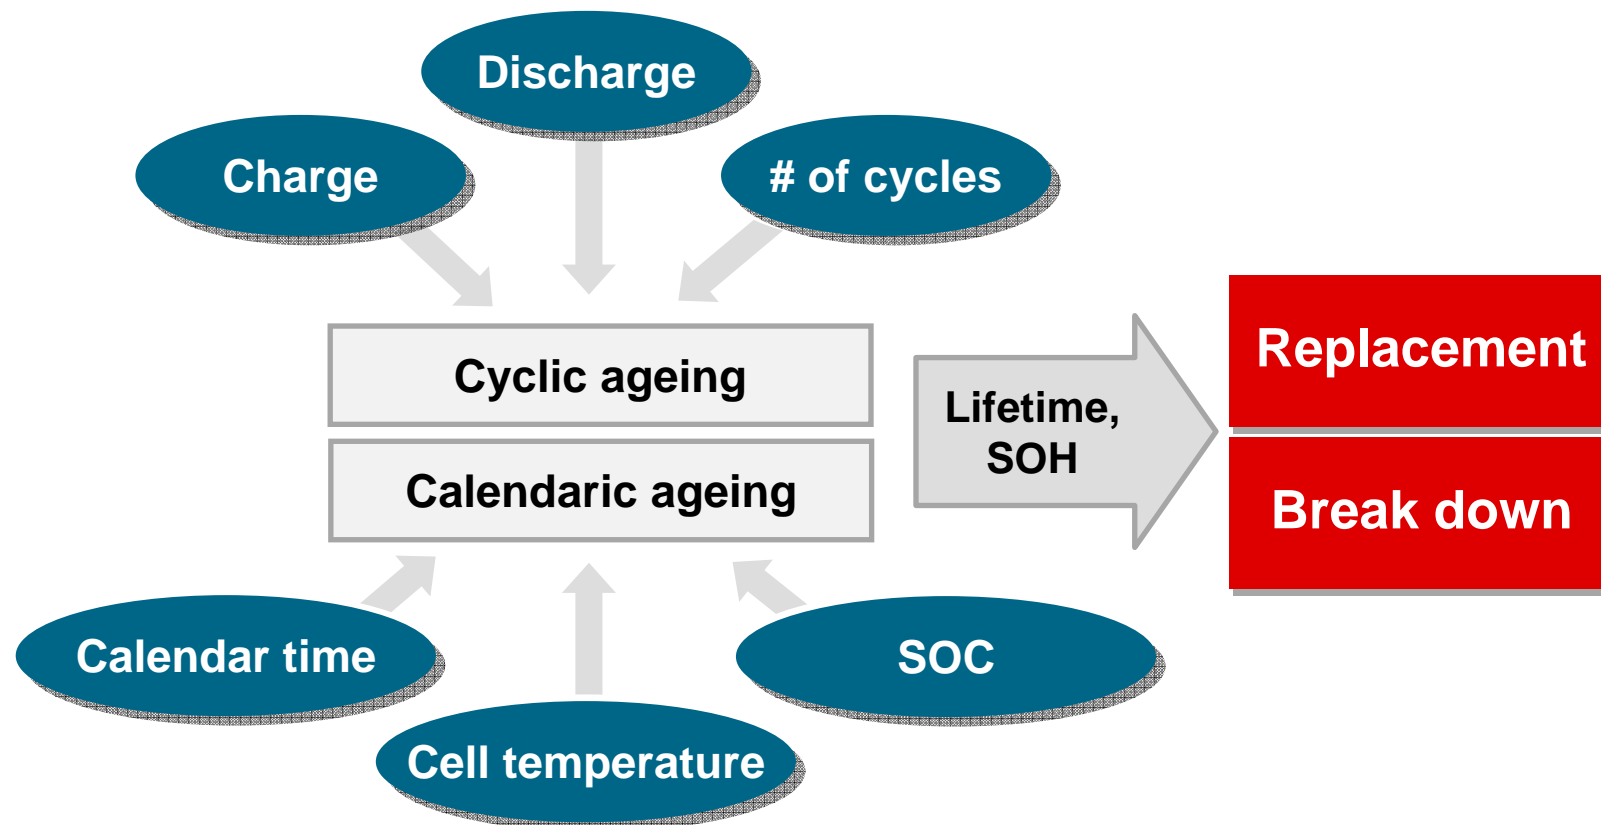 Discharge
Charge
# of cycles
Cyclic ageing
Calendaric ageing
Lifetime,
SOH
Replacement
Break down
Calendar time
SOC
Cell temperature